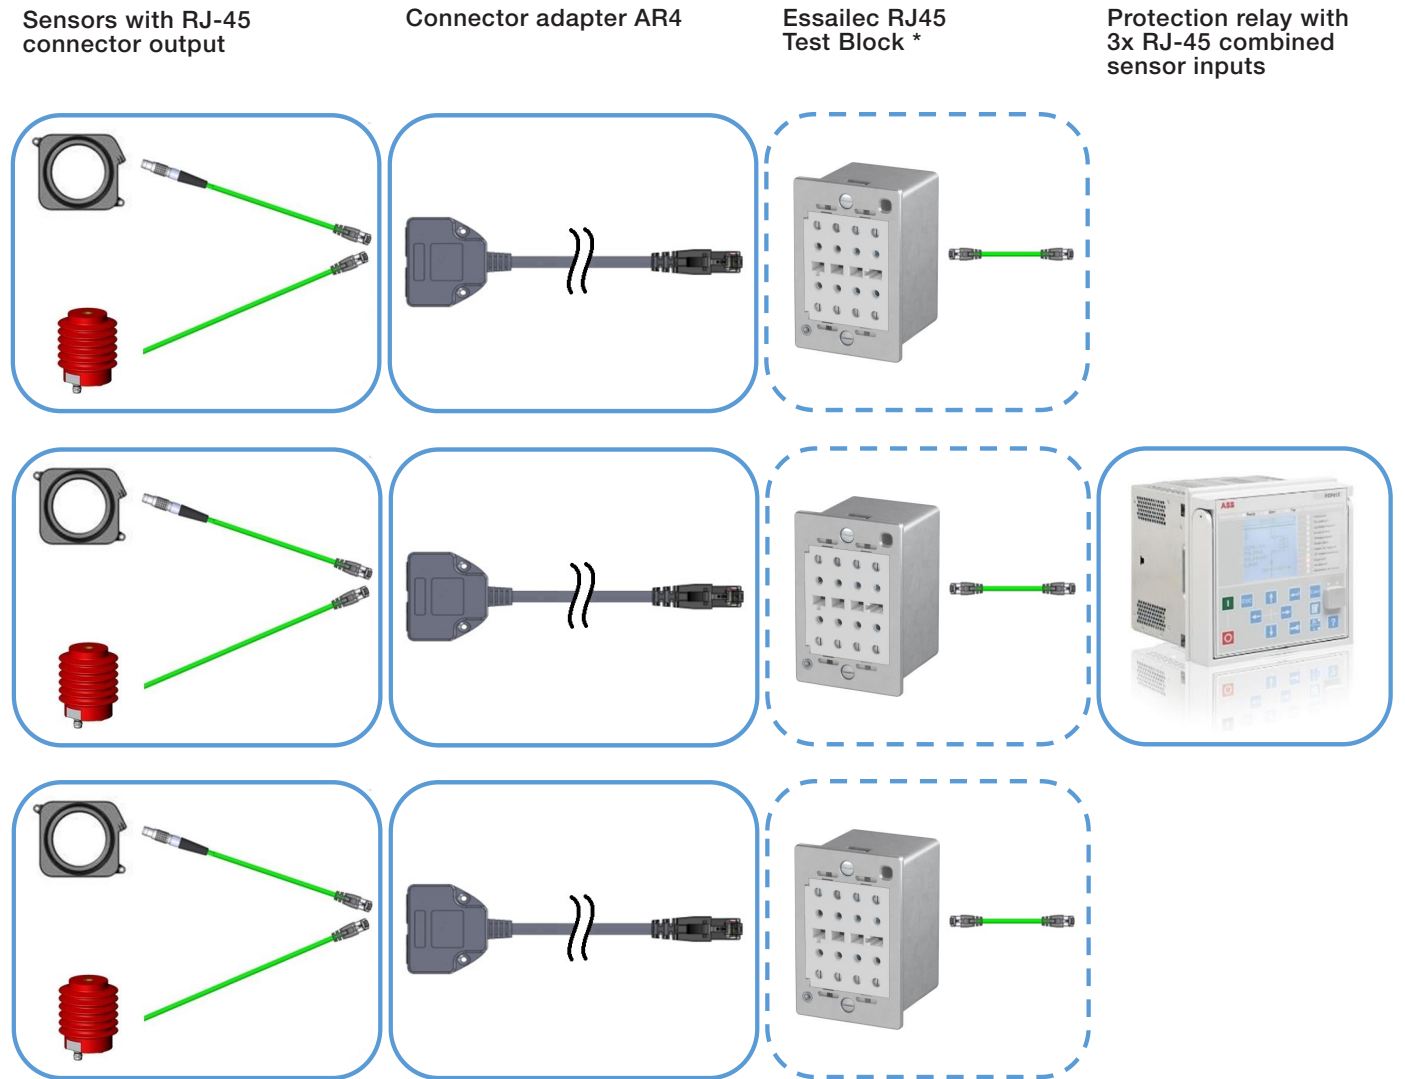 Sensors with RJ-45
connector output
Connector adapter AR4
Essailec RJ45
Test Block *
Protection relay with
3x RJ-45 combined
sensor inputs
ABB